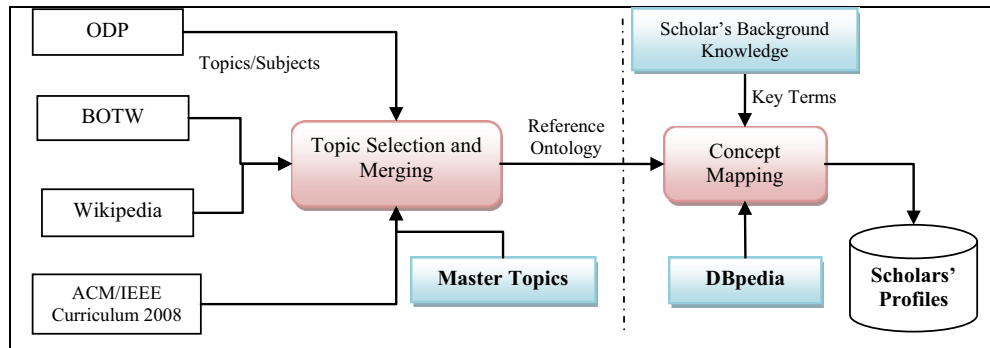 ODP
Topics/Subjects
BOTW
Wikipedia
ACM/IEEE
Curriculum 2008
Topic Selection and
Merging
Master Topics
Reference
Ontology
Scholar’s Background
Knowledge
Key Terms
Concept
Mapping
DBpedia
Scholars’
Profiles